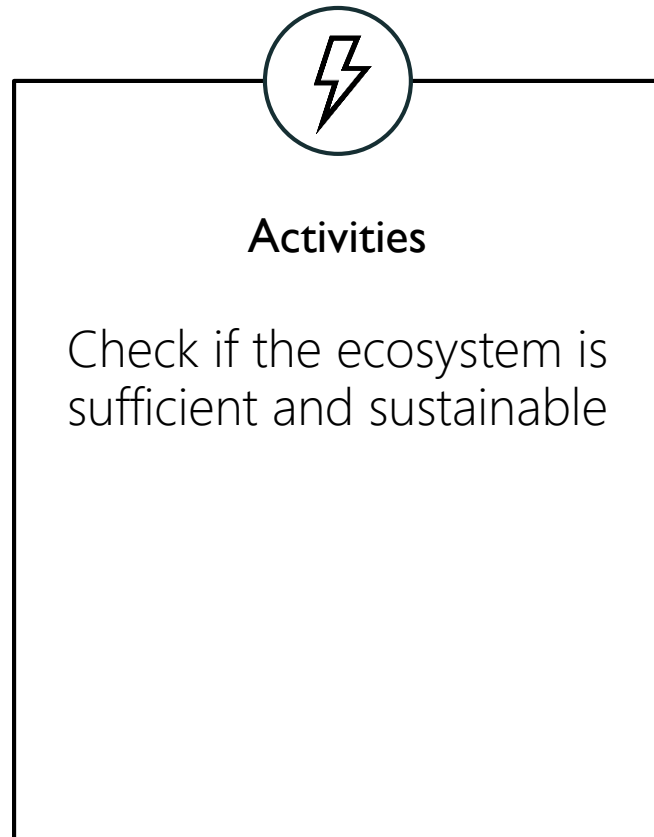 Activities
Check if the ecosystem is
sufficient and sustainable